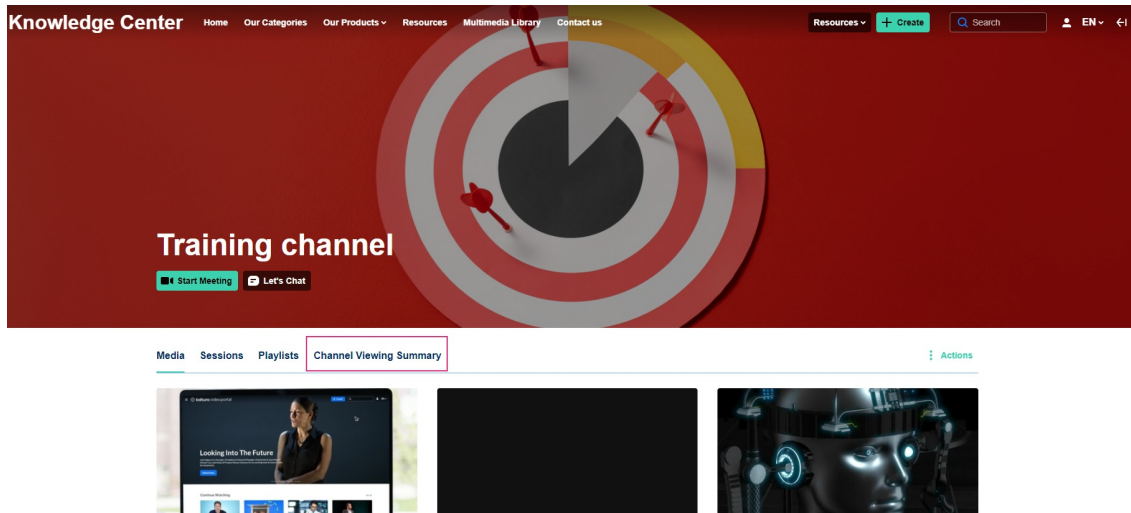 Knowledge Center Home Our Categories Our Products Resources Multimedia Library Contact us Resources + Create Search EN
Training channel
Start Meeting Let's Chat
Media Sessions Playlists Channel Viewing Summary Actions
Looking Into The Future